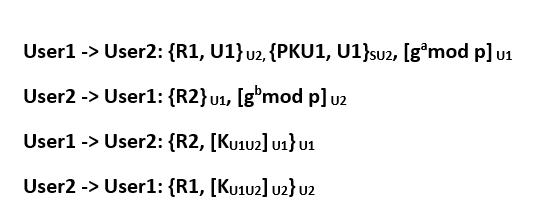 User1 -> User2: {R1, U1} U2, {PKU1, U1}SU2, [gᵃmod p] U1
User2 -> User1: {R2} U1, [gᵇmod p] U2
User1 -> User2: {R2, [KU1U2] U1} U1
User2 -> User1: {R1, [KU1U2] U2} U2